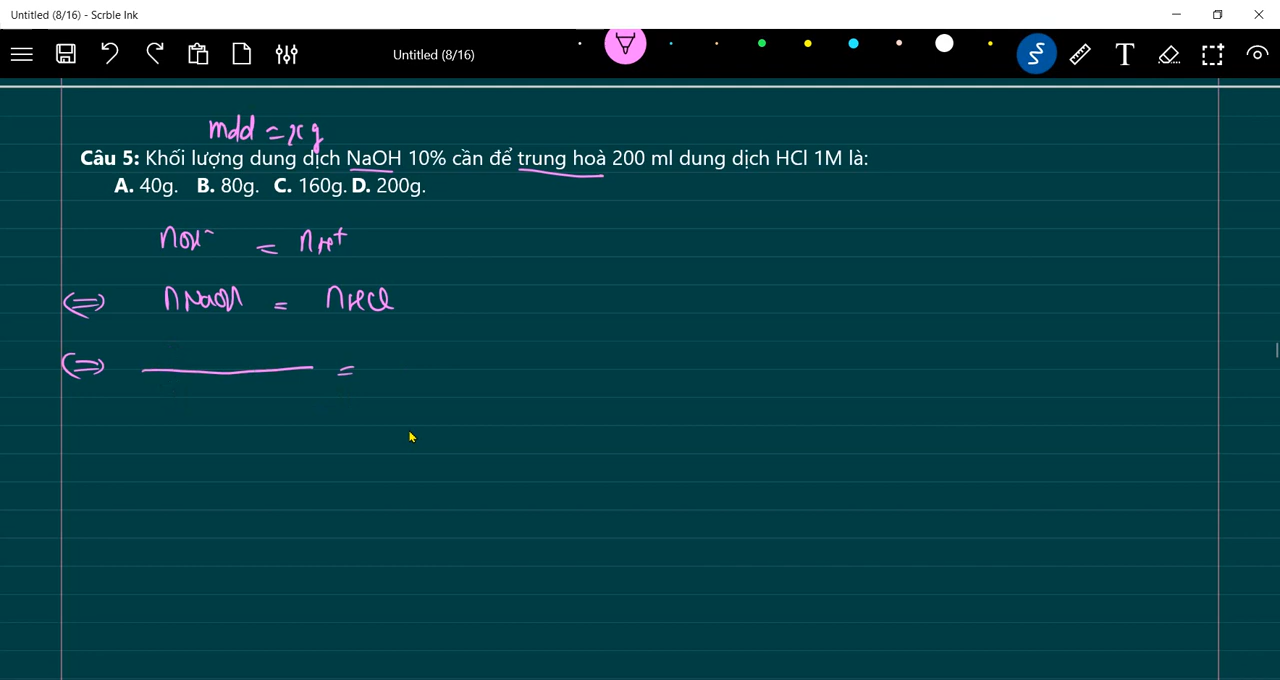 Untitled (8/16) - Scrble Ink
Untitled (8/16)
T
mdd = x g
Câu 5: Khối lượng dung dịch NaOH 10% cần để trung hoà 200 ml dung dịch HCl 1M là:
A. 40g. B. 80g. C. 160g. D. 200g.
nOH⁻ = nH⁺
⇔ nNaOH = nHCl
⇔ =